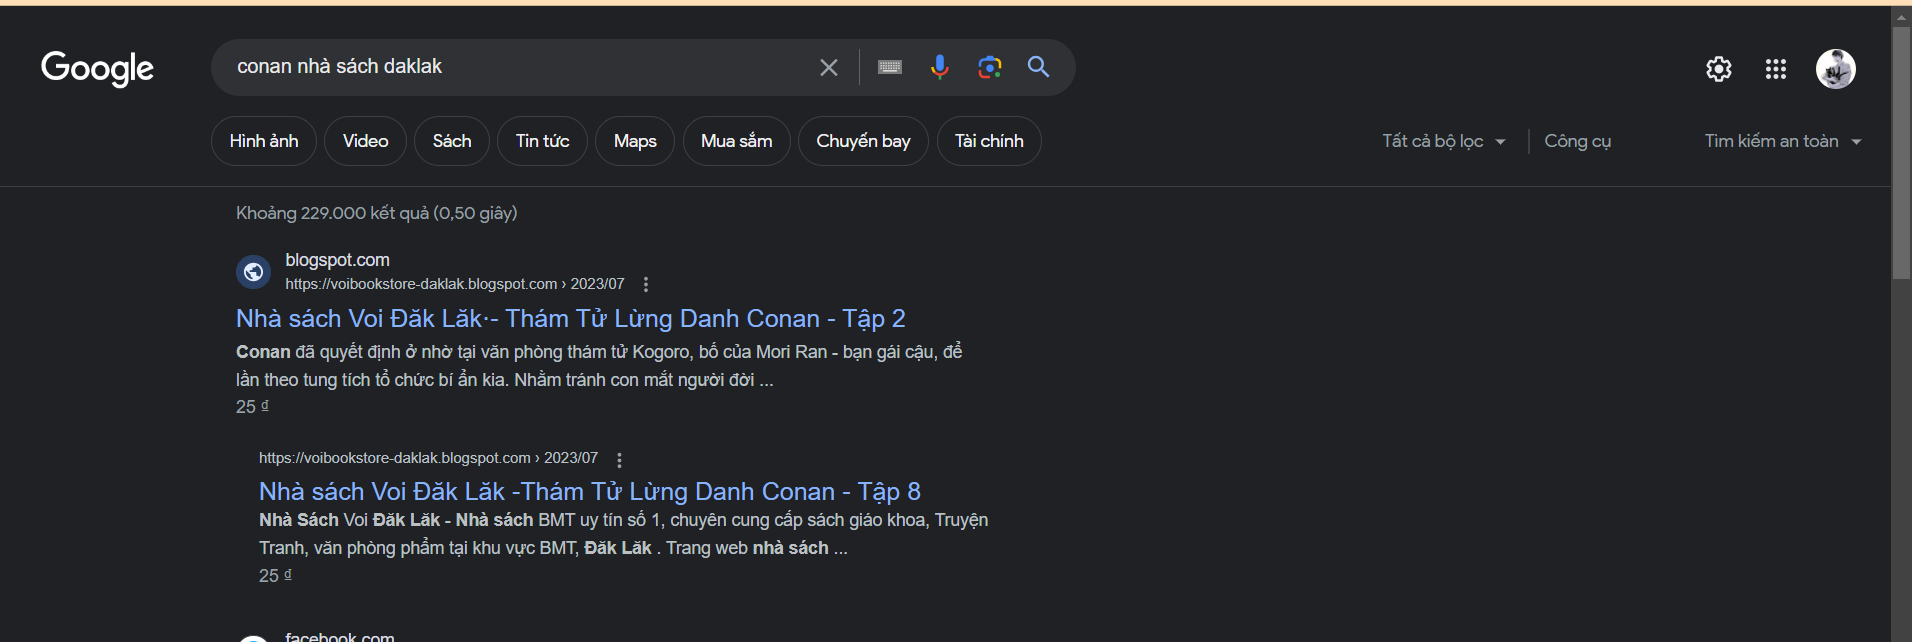 Google
conan nhà sách daklak
Hình ảnh
Video
Sách
Tin tức
Maps
Mua sắm
Chuyến bay
Tài chính
Tất cả bộ lọc
Công cụ
Tìm kiếm an toàn
Khoảng 229.000 kết quả (0,50 giây)
blogspot.com
https://voibookstore-daklak.blogspot.com › 2023/07
Nhà sách Voi Đăk Lăk·- Thám Tử Lừng Danh Conan - Tập 2
Conan đã quyết định ở nhờ tại văn phòng thám tử Kogoro, bố của Mori Ran - bạn gái cậu, để
lần theo tung tích tổ chức bí ẩn kia. Nhằm tránh con mắt người đời ...
25 ₫
https://voibookstore-daklak.blogspot.com › 2023/07
Nhà sách Voi Đăk Lăk -Thám Tử Lừng Danh Conan - Tập 8
Nhà Sách Voi Đăk Lăk - Nhà sách BMT uy tín số 1, chuyên cung cấp sách giáo khoa, Truyện
Tranh, văn phòng phẩm tại khu vực BMT, Đăk Lăk . Trang web nhà sách ...
25 ₫
facebook.com